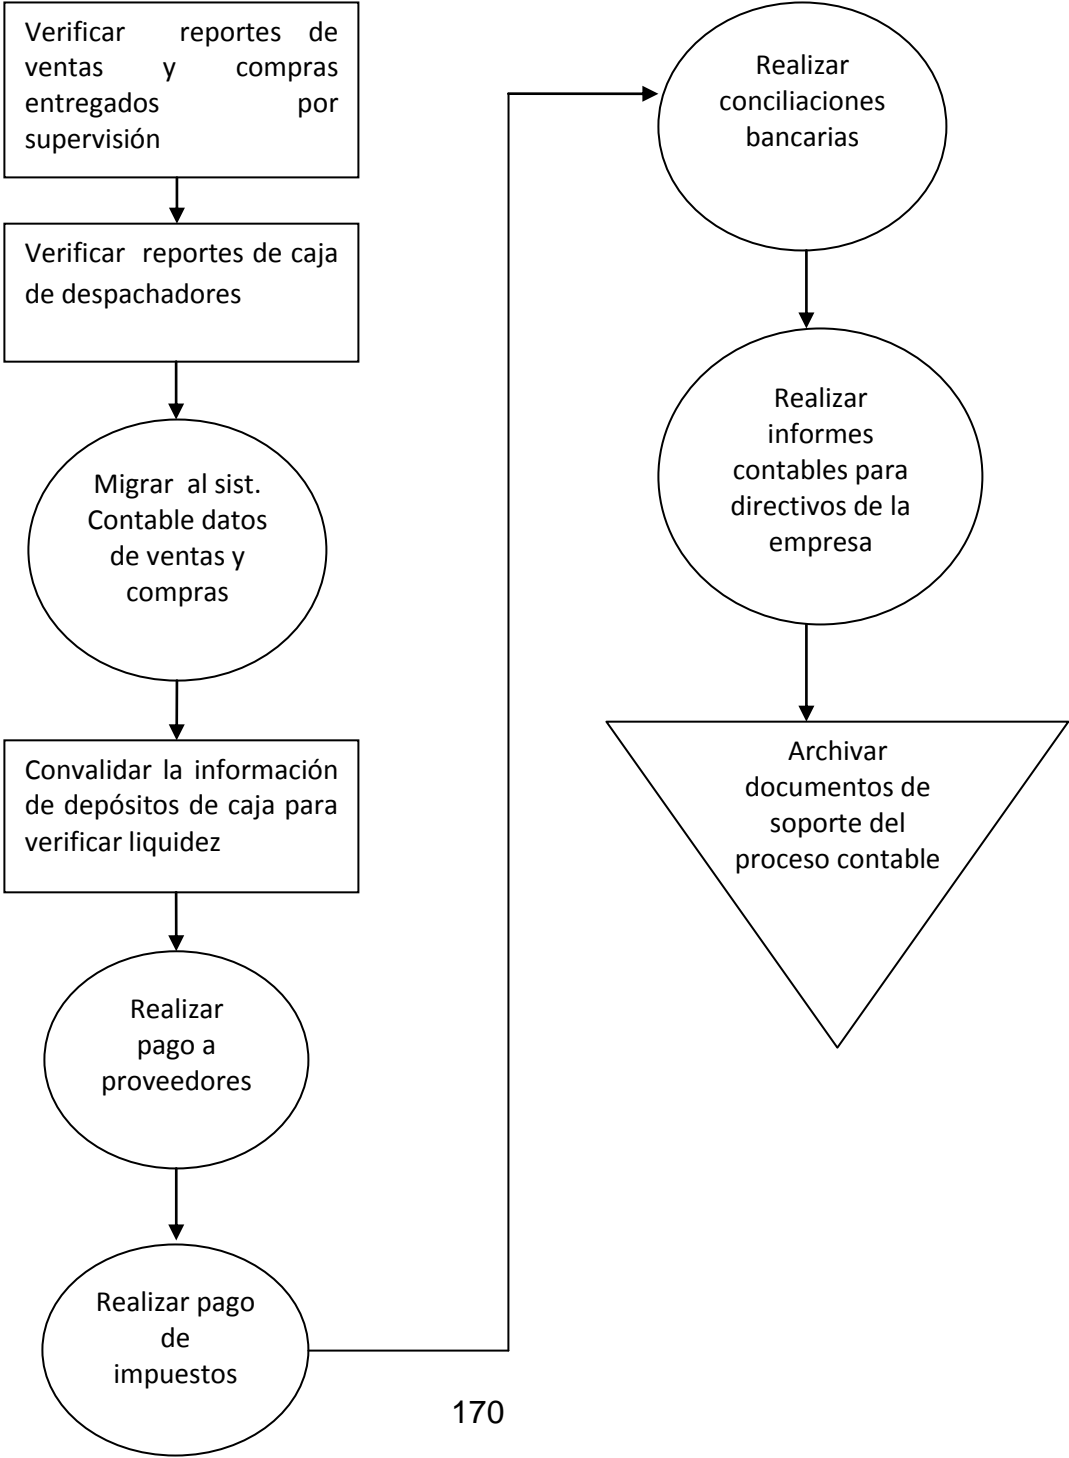 Verificar reportes de
ventas y compras
entregados por
supervisión
Verificar reportes de caja
de despachadores
Migrar al sist.
Contable datos
de ventas y
compras
Convalidar la información
de depósitos de caja para
verificar liquidez
Realizar
pago a
proveedores
Realizar pago
de
impuestos
Realizar
conciliaciones
bancarias
Realizar
informes
contables para
directivos de la
empresa
Archivar
documentos de
soporte del
proceso contable
170